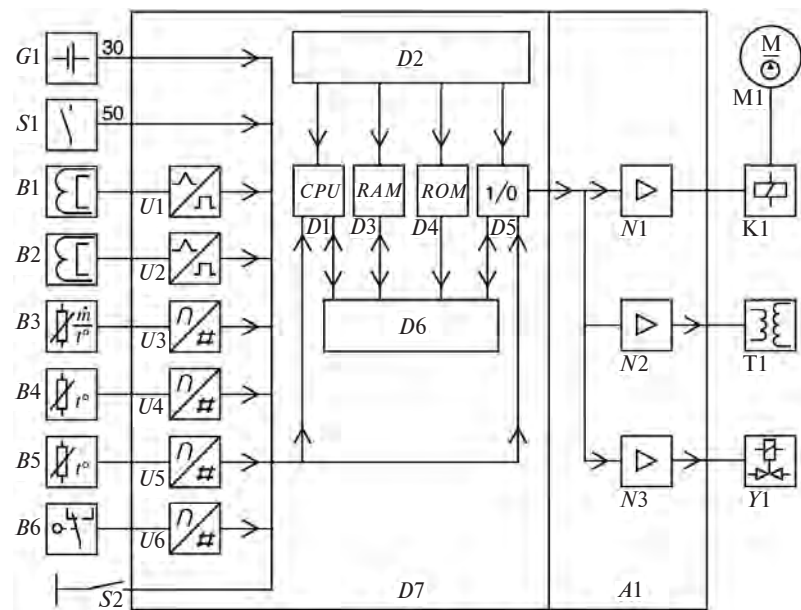 G1 30 D2 M
M1
S1 50
B1 U1 CPU RAM ROM 1/0 N1 K1
D1 D3 D4 D5
B2 U2
B3 ṁ/t° U3 n/# D6 N2 T1
B4 t° U4 n/#
B5 t° U5 n/# N3 Y1
B6 U6 n/#
S2 D7 A1